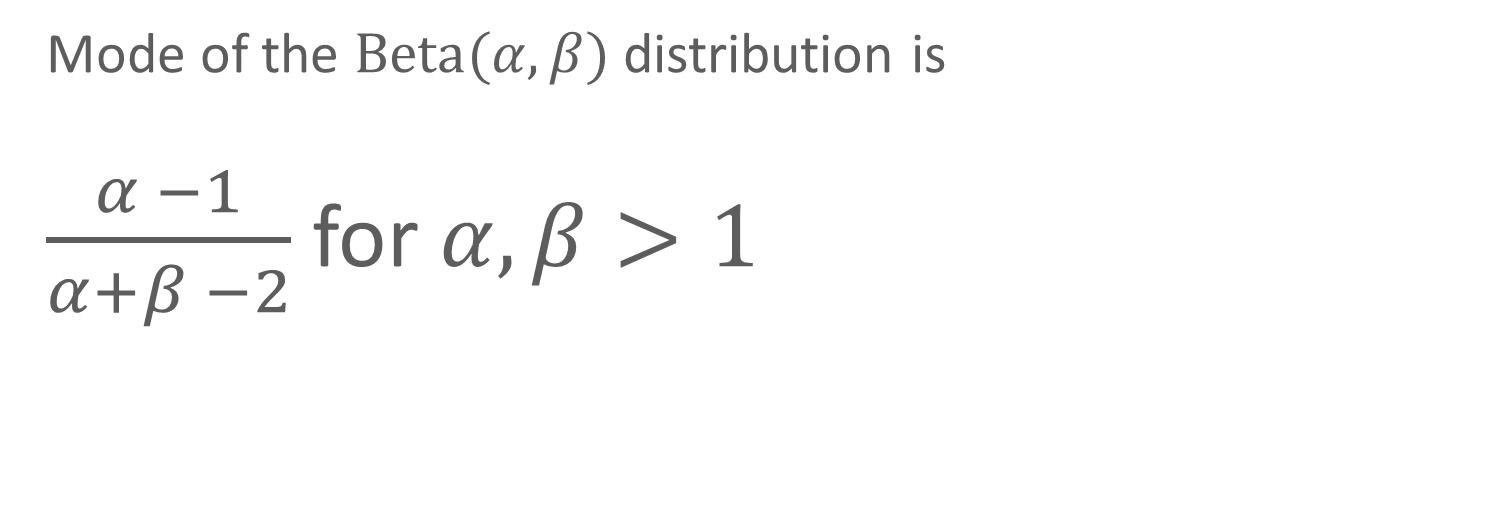 Mode of the Beta(α, β) distribution is
α −1
α+β −2
for α, β > 1